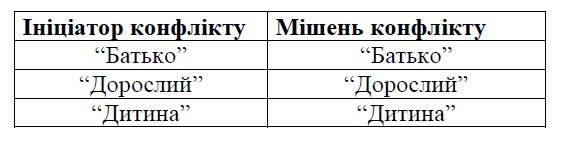 Ініціатор конфлікту Мішень конфлікту
“Батько” “Батько”
“Дорослий” “Дорослий”
“Дитина” “Дитина”